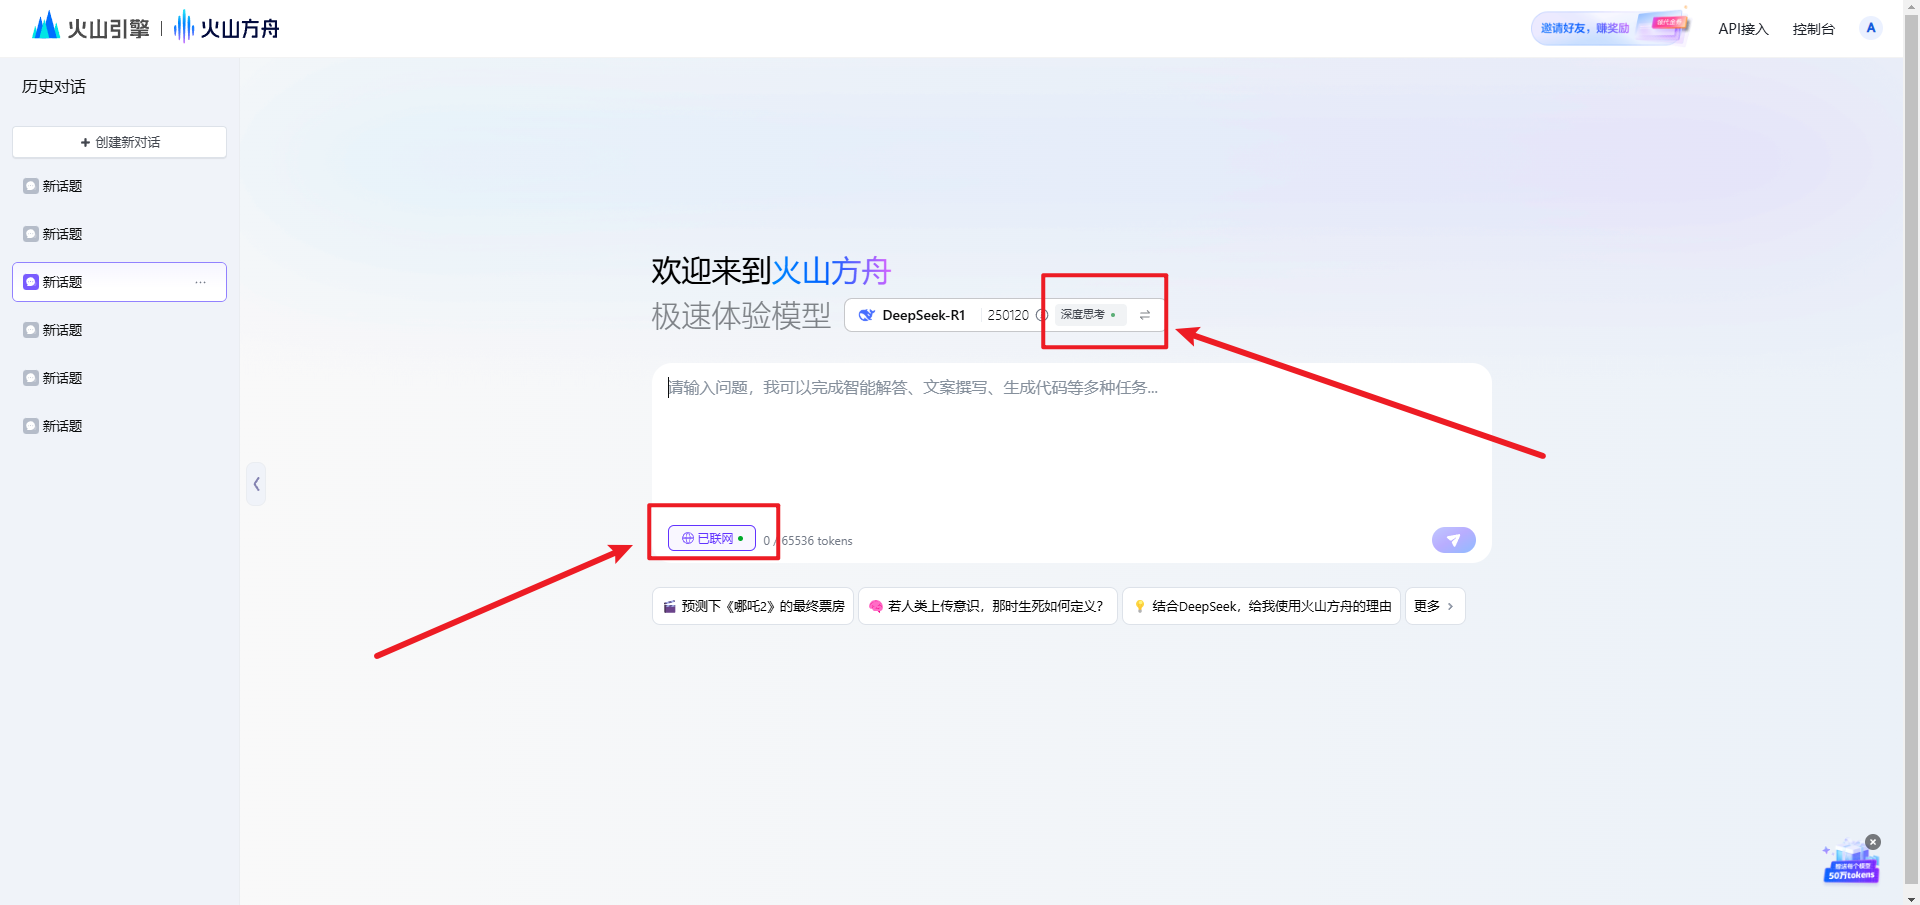 火山引擎 火山方舟
邀请好友，赚奖励
API接入
控制台
A
历史对话
+ 创建新对话
新话题
新话题
新话题 ...
新话题
新话题
新话题
欢迎来到火山方舟
极速体验模型
DeepSeek-R1 250120 深度思考
请输入问题，我可以完成智能解答、文案撰写、生成代码等多种任务...
已联网
0 / 65536 tokens
预测下《哪吒2》的最终票房
若人类上传意识，那时生死如何定义？
结合DeepSeek，给我使用火山方舟的理由
更多
50万tokens